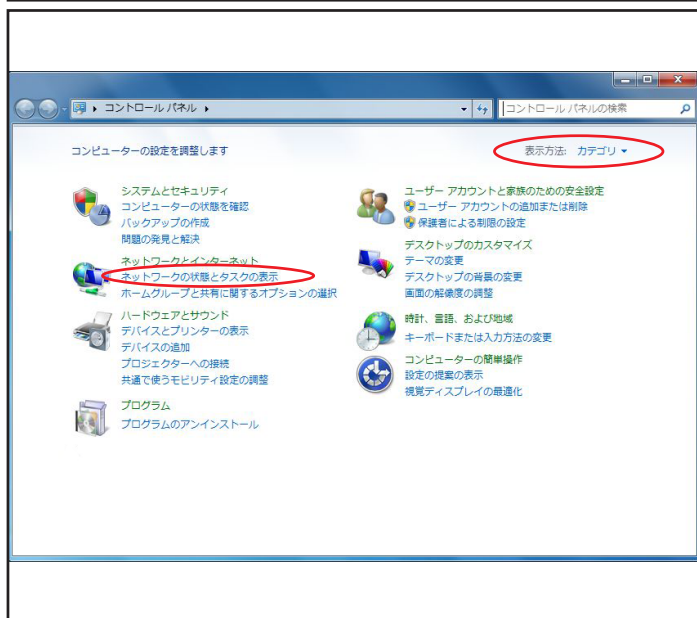 コントロール パネル
コントロール パネルの検索
コンピューターの設定を調整します
表示方法: カテゴリ
システムとセキュリティ
コンピューターの状態を確認
バックアップの作成
問題の発見と解決
ネットワークとインターネット
ネットワークの状態とタスクの表示
ホームグループと共有に関するオプションの選択
ハードウェアとサウンド
デバイスとプリンターの表示
デバイスの追加
プロジェクターへの接続
共通で使うモビリティ設定の調整
プログラム
プログラムのアンインストール
ユーザー アカウントと家族のための安全設定
ユーザー アカウントの追加または削除
保護者による制限の設定
デスクトップのカスタマイズ
テーマの変更
デスクトップの背景の変更
画面の解像度の調整
時計、言語、および地域
キーボードまたは入力方法の変更
コンピューターの簡単操作
設定の提案の表示
視覚ディスプレイの最適化